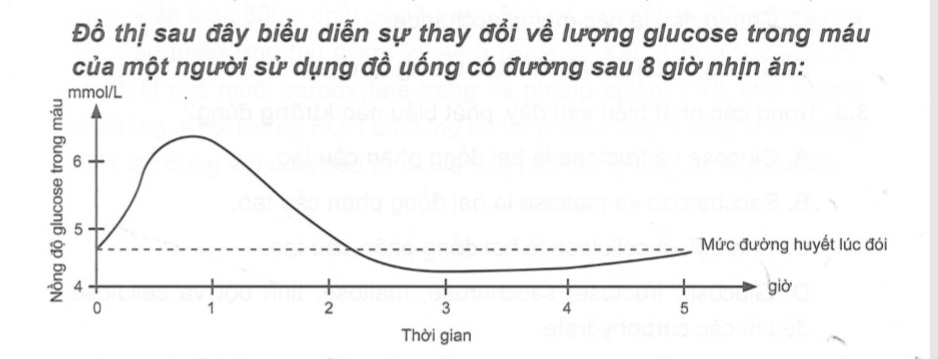 Đồ thị sau đây biểu diễn sự thay đổi về lượng glucose trong máu
của một người sử dụng đồ uống có đường sau 8 giờ nhịn ăn:
mmol/L
Nồng độ glucose trong máu
6
5
4
Mức đường huyết lúc đói
giờ
0 1 2 3 4 5
Thời gian